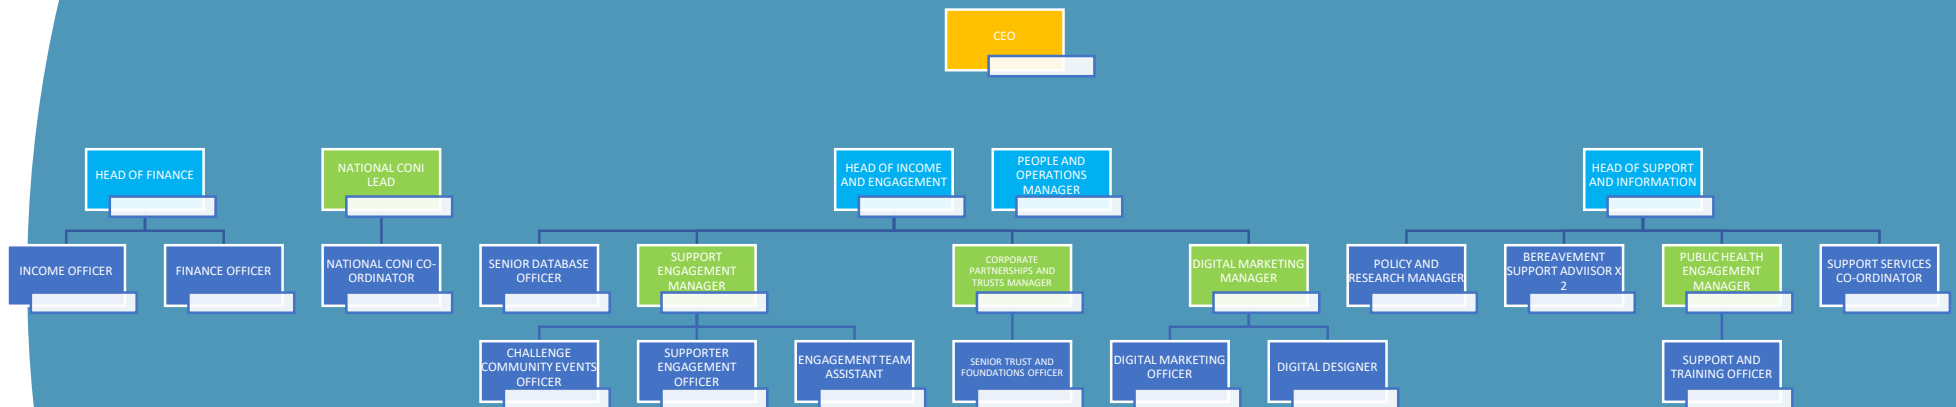 CEO
HEAD OF FINANCE
NATIONAL CONI
LEAD
HEAD OF INCOME
AND ENGAGEMENT
PEOPLE AND
OPERATIONS
MANAGER
HEAD OF SUPPORT
AND INFORMATION
INCOME OFFICER
FINANCE OFFICER
NATIONAL CONI CO-
ORDINATOR
SENIOR DATABASE
OFFICER
SUPPORT
ENGAGEMENT
MANAGER
CORPORATE
PARTNERSHIPS AND
TRUSTS MANAGER
DIGITAL MARKETING
MANAGER
POLICY AND
RESEARCH MANAGER
BEREAVEMENT
SUPPORT ADVIISOR X
2
PUBLIC HEALTH
ENGAGEMENT
MANAGER
SUPPORT SERVICES
CO-ORDINATOR
CHALLENGE
COMMUNITY EVENTS
OFFICER
SUPPORTER
ENGAGEMENT
OFFICER
ENGAGEMENT TEAM
ASSISTANT
SENIOR TRUST AND
FOUNDATIONS OFFICER
DIGITAL MARKETING
OFFICER
DIGITAL DESIGNER
SUPPORT AND
TRAINING OFFICER